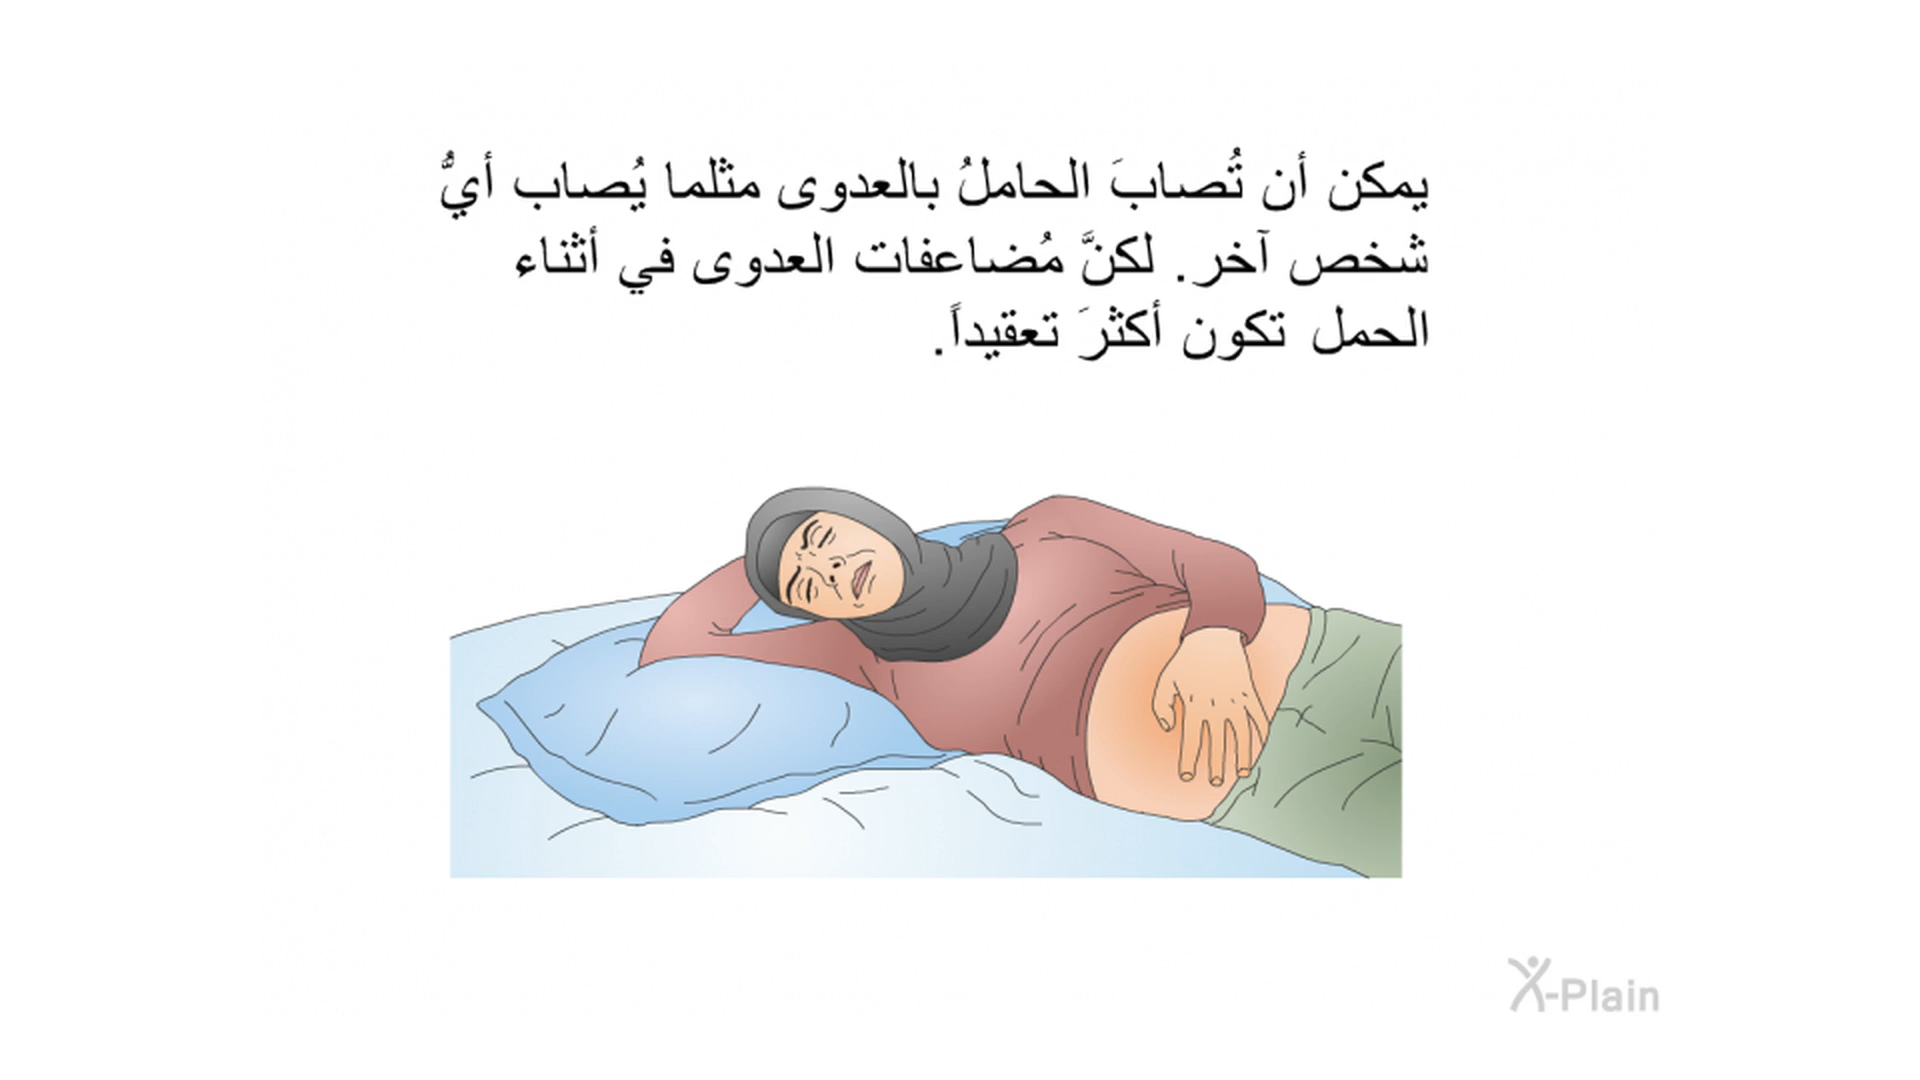 يمكن أن تُصابَ الحاملُ بالعدوى مثلما يُصاب أيُّ
شخص آخر. لكنَّ مُضاعفات العدوى في أثناء
الحمل تكون أكثرَ تعقيداً.
X-Plain